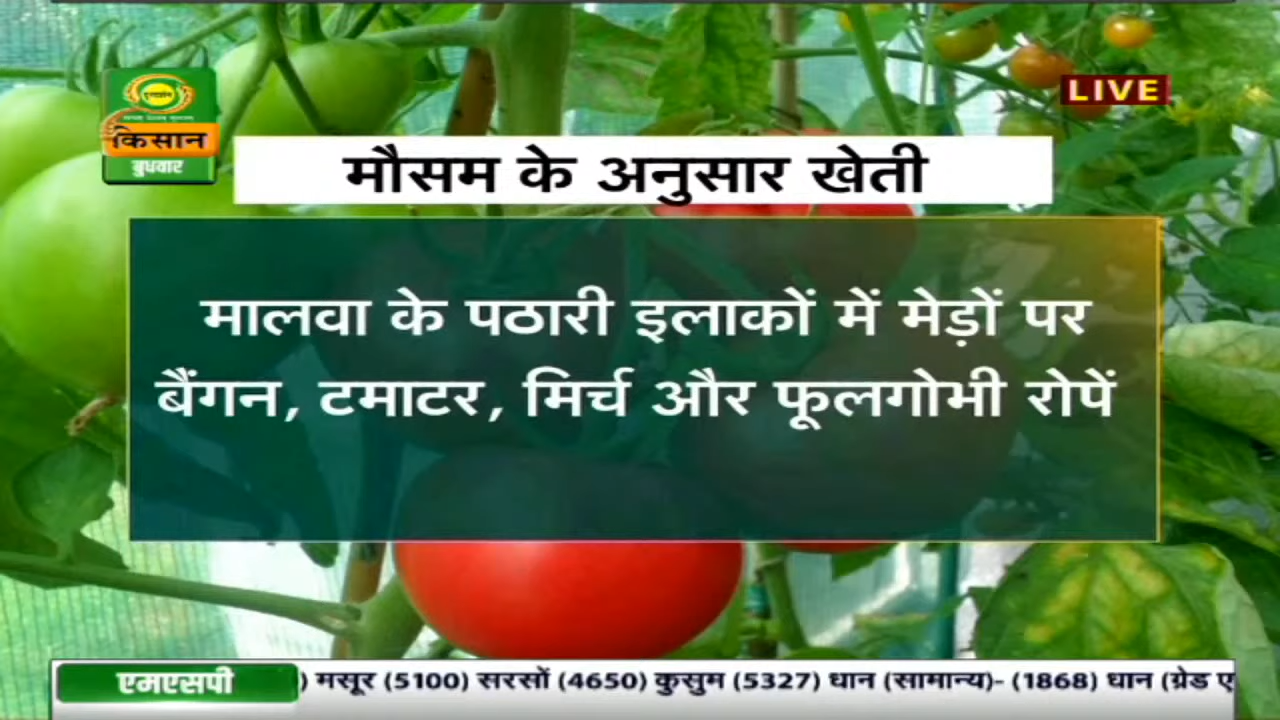 LIVE
किसान
बुधवार
मौसम के अनुसार खेती
मालवा के पठारी इलाकों में मेड़ों पर
बैंगन, टमाटर, मिर्च और फूलगोभी रोपें
एमएसपी
) मसूर (5100) सरसों (4650) कुसुम (5327) धान (सामान्य)- (1868) धान (ग्रेड ए